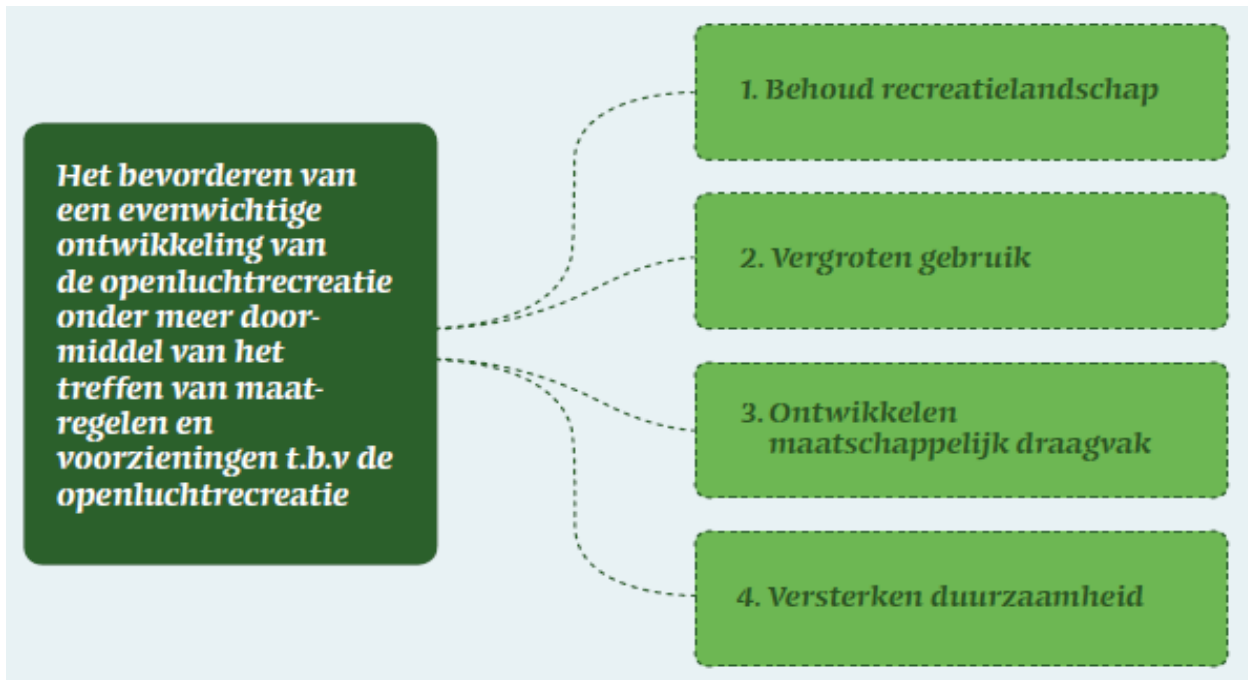 Het bevorderen van
een evenwichtige
ontwikkeling van
de openluchtrecreatie
onder meer door-
middel van het
treffen van maat-
regelen en
voorzieningen t.b.v de
openluchtrecreatie
1. Behoud recreatielandschap
2. Vergroten gebruik
3. Ontwikkelen
maatschappelijk draagvak
4. Versterken duurzaamheid